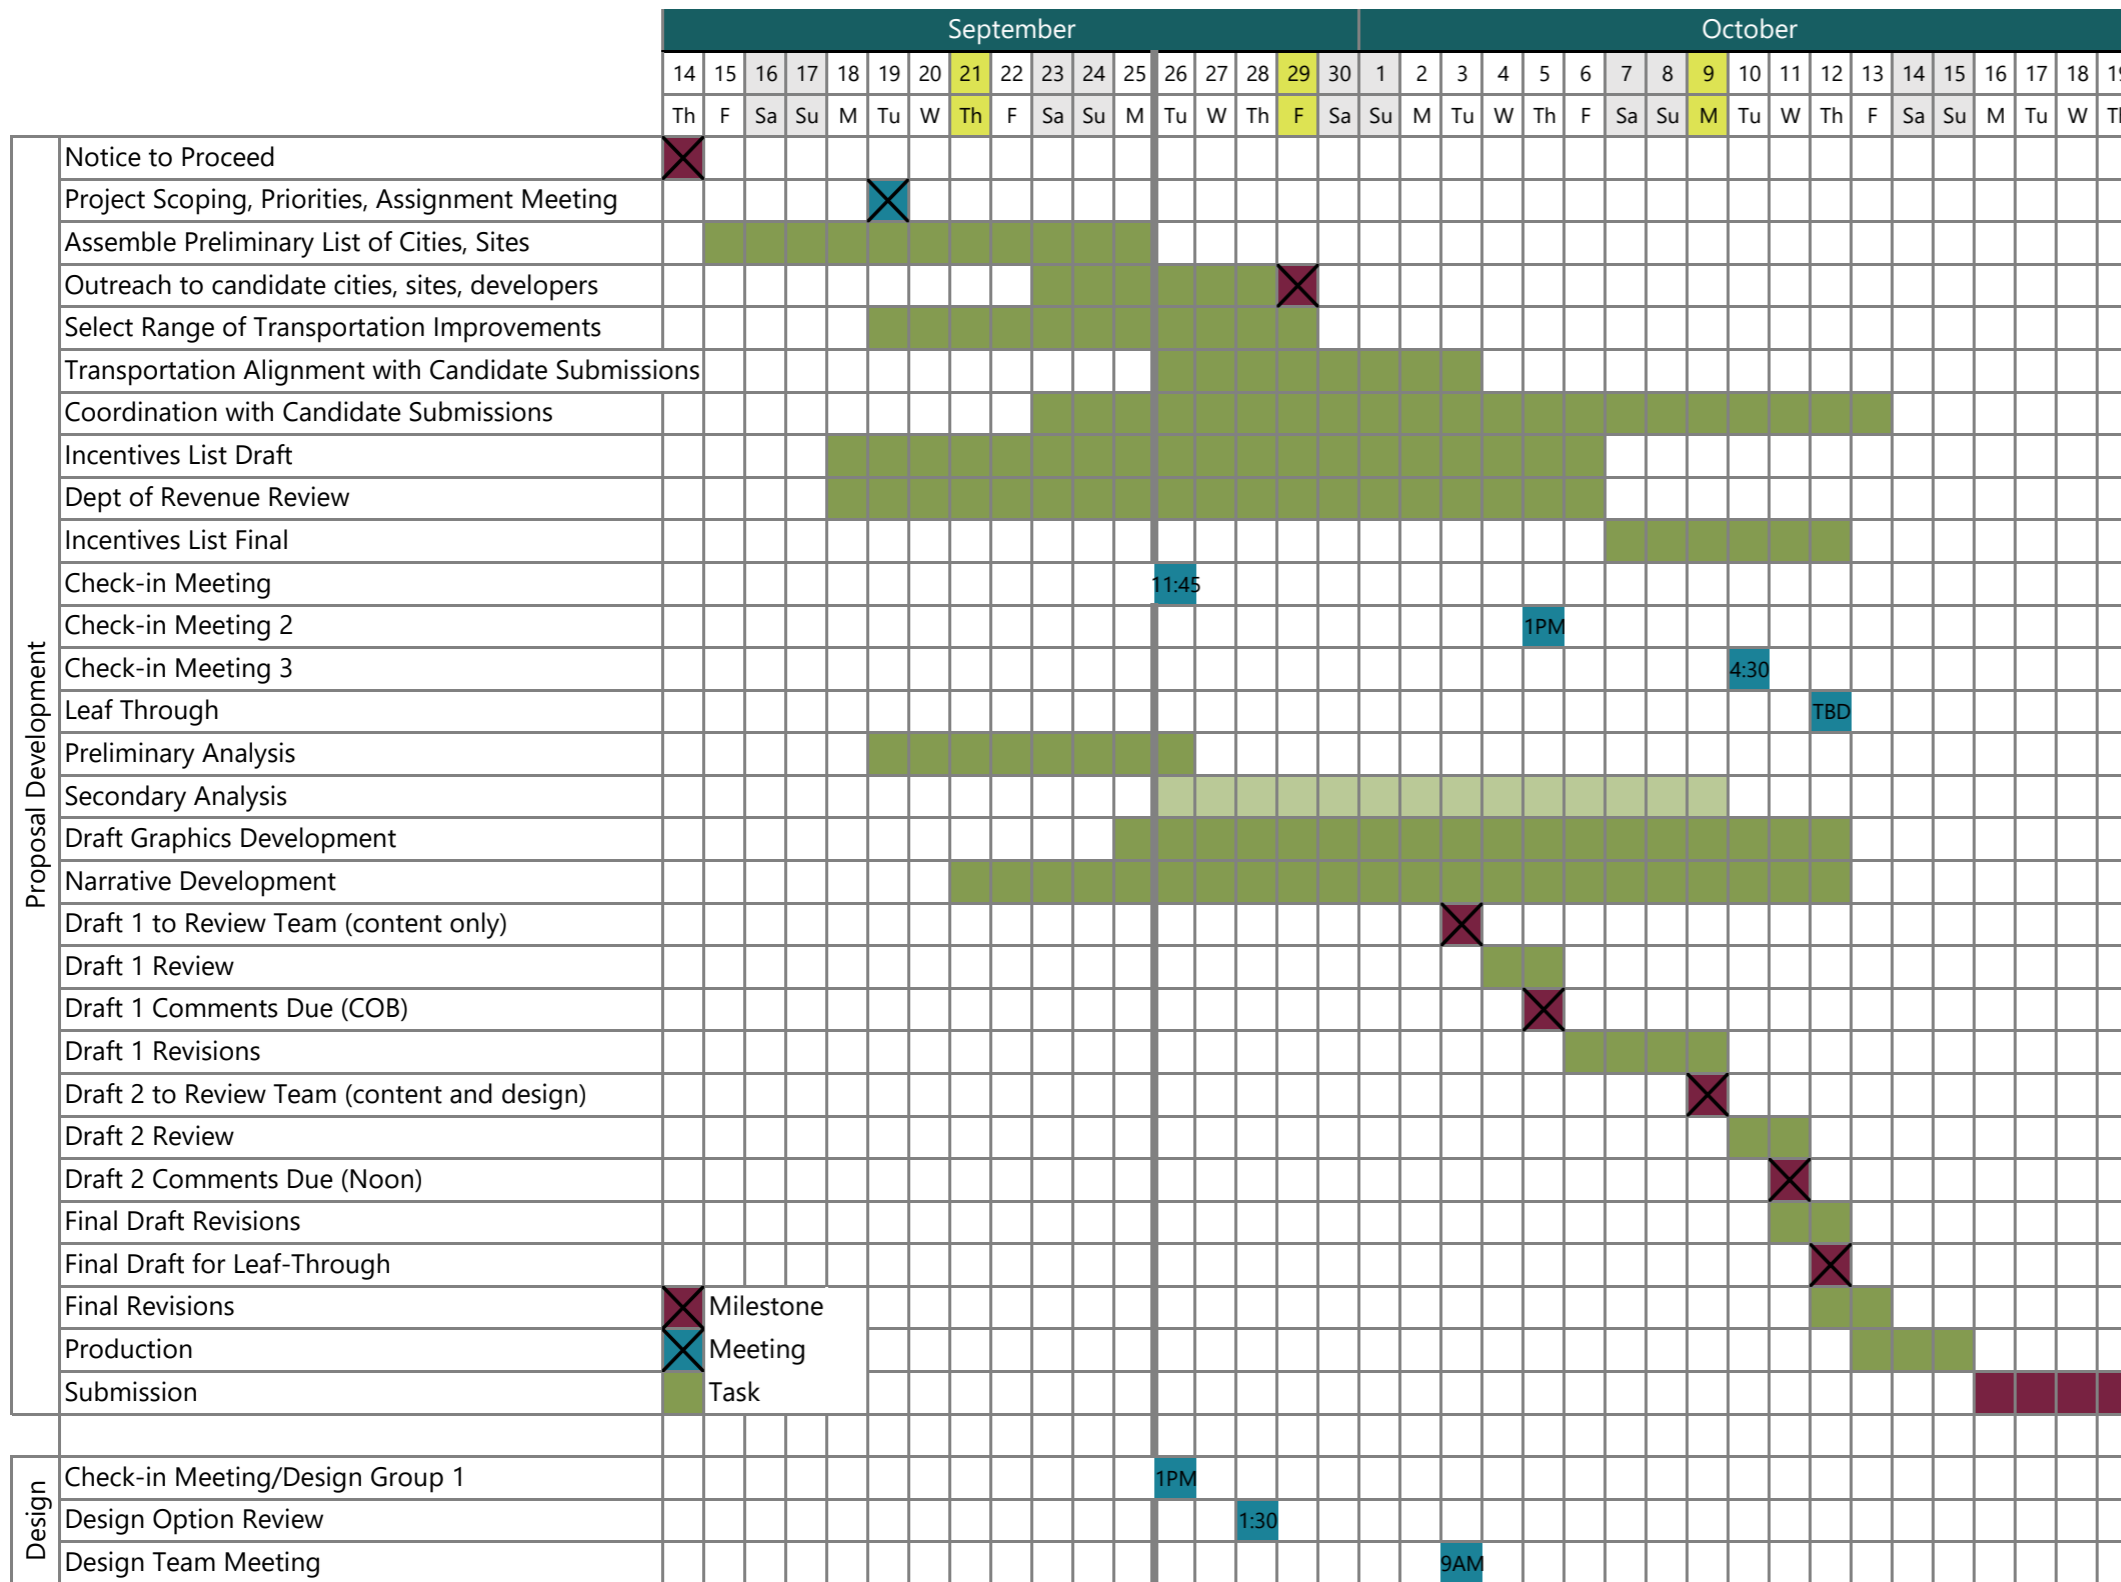 September October
14 15 16 17 18 19 20 21 22 23 24 25 26 27 28 29 30 1 2 3 4 5 6 7 8 9 10 11 12 13 14 15 16 17 18
Th F Sa Su M Tu W Th F Sa Su M Tu W Th F Sa Su M Tu W Th F Sa Su M Tu W Th F Sa Su M Tu W
Proposal Development
Notice to Proceed
Project Scoping, Priorities, Assignment Meeting
Assemble Preliminary List of Cities, Sites
Outreach to candidate cities, sites, developers
Select Range of Transportation Improvements
Transportation Alignment with Candidate Submissions
Coordination with Candidate Submissions
Incentives List Draft
Dept of Revenue Review
Incentives List Final
Check-in Meeting 11:45
Check-in Meeting 2 1PM
Check-in Meeting 3 4:30
Leaf Through TBD
Preliminary Analysis
Secondary Analysis
Draft Graphics Development
Narrative Development
Draft 1 to Review Team (content only)
Draft 1 Review
Draft 1 Comments Due (COB)
Draft 1 Revisions
Draft 2 to Review Team (content and design)
Draft 2 Review
Draft 2 Comments Due (Noon)
Final Draft Revisions
Final Draft for Leaf-Through
Final Revisions Milestone
Production Meeting
Submission Task
Design
Check-in Meeting/Design Group 1 1PM
Design Option Review 1:30
Design Team Meeting 9AM